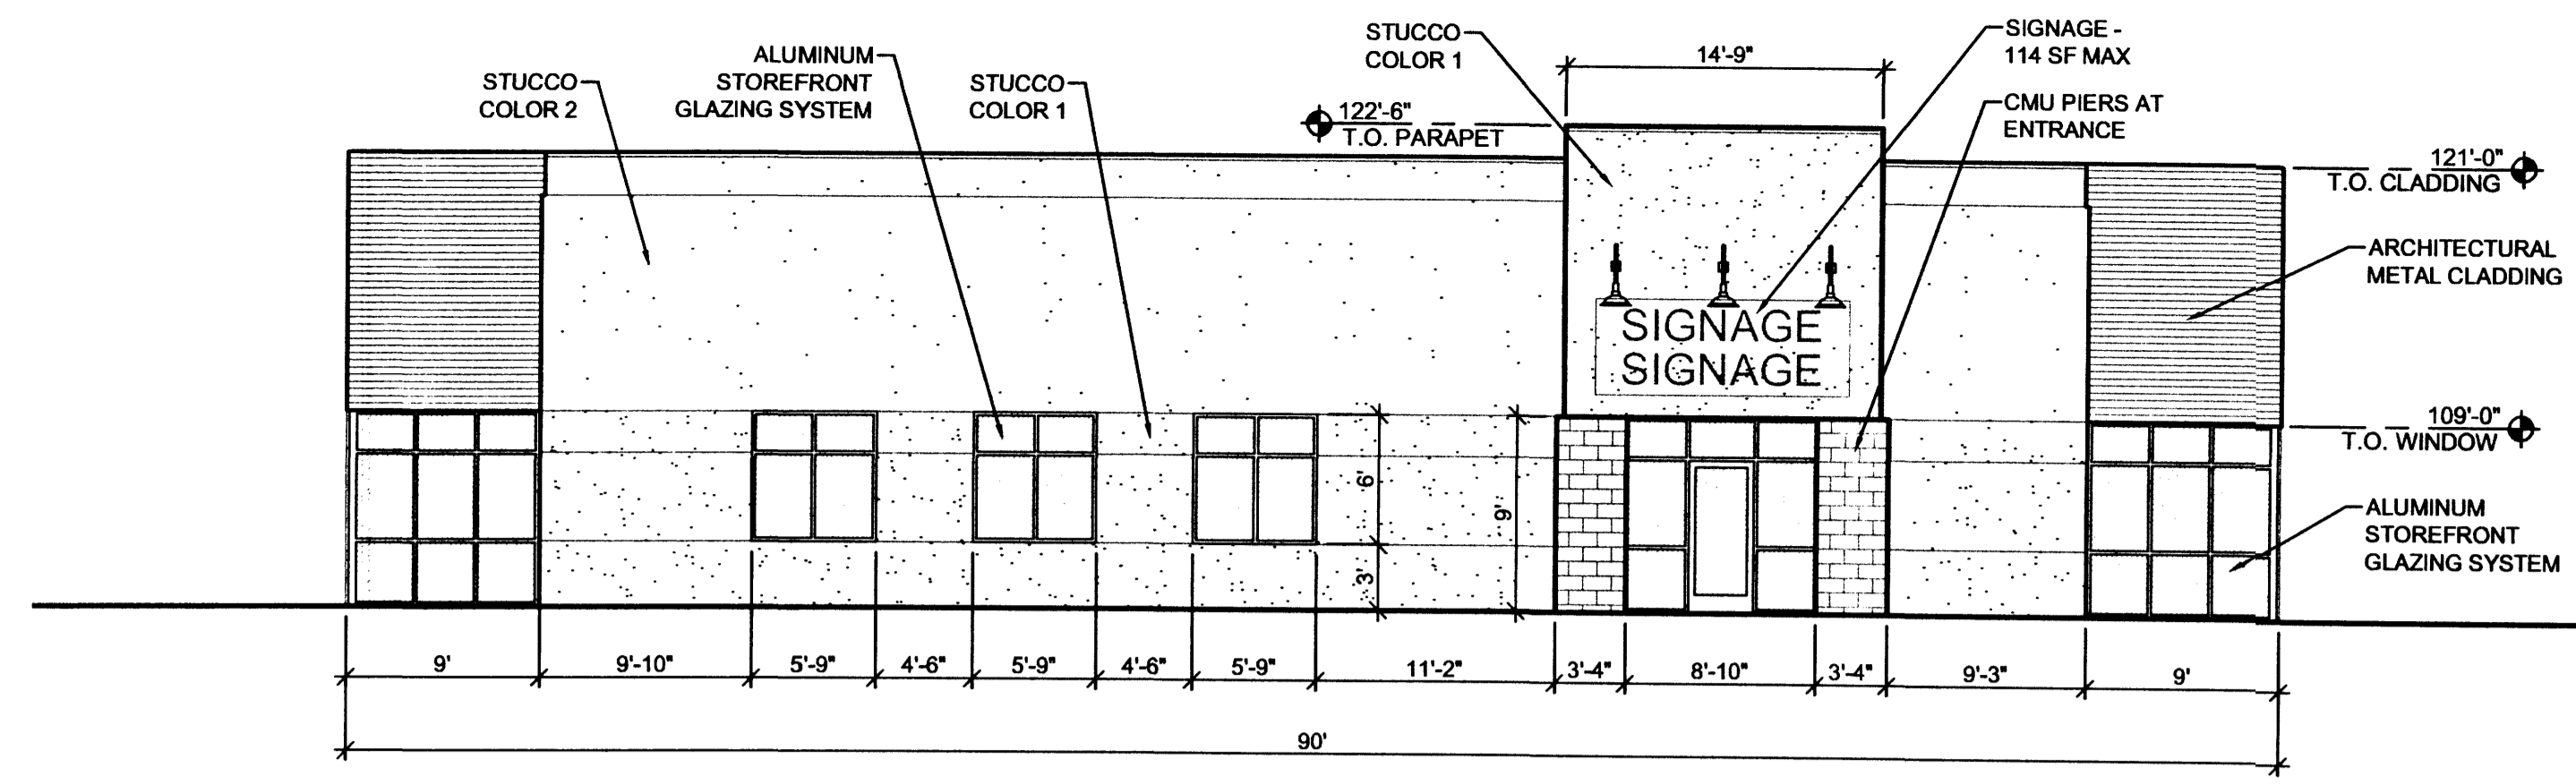 STUCCO
COLOR 2
ALUMINUM
STOREFRONT
GLAZING SYSTEM
STUCCO
COLOR 1
STUCCO
COLOR 1
14'-9"
SIGNAGE -
114 SF MAX
CMU PIERS AT
ENTRANCE
122'-6"
T.O. PARAPET
121'-0"
T.O. CLADDING
ARCHITECTURAL
METAL CLADDING
SIGNAGE
SIGNAGE
109'-0"
T.O. WINDOW
6'
9'
3'
ALUMINUM
STOREFRONT
GLAZING SYSTEM
9' 9'-10" 5'-9" 4'-6" 5'-9" 4'-6" 5'-9" 11'-2" 3'-4" 8'-10" 3'-4" 9'-3" 9'
90'